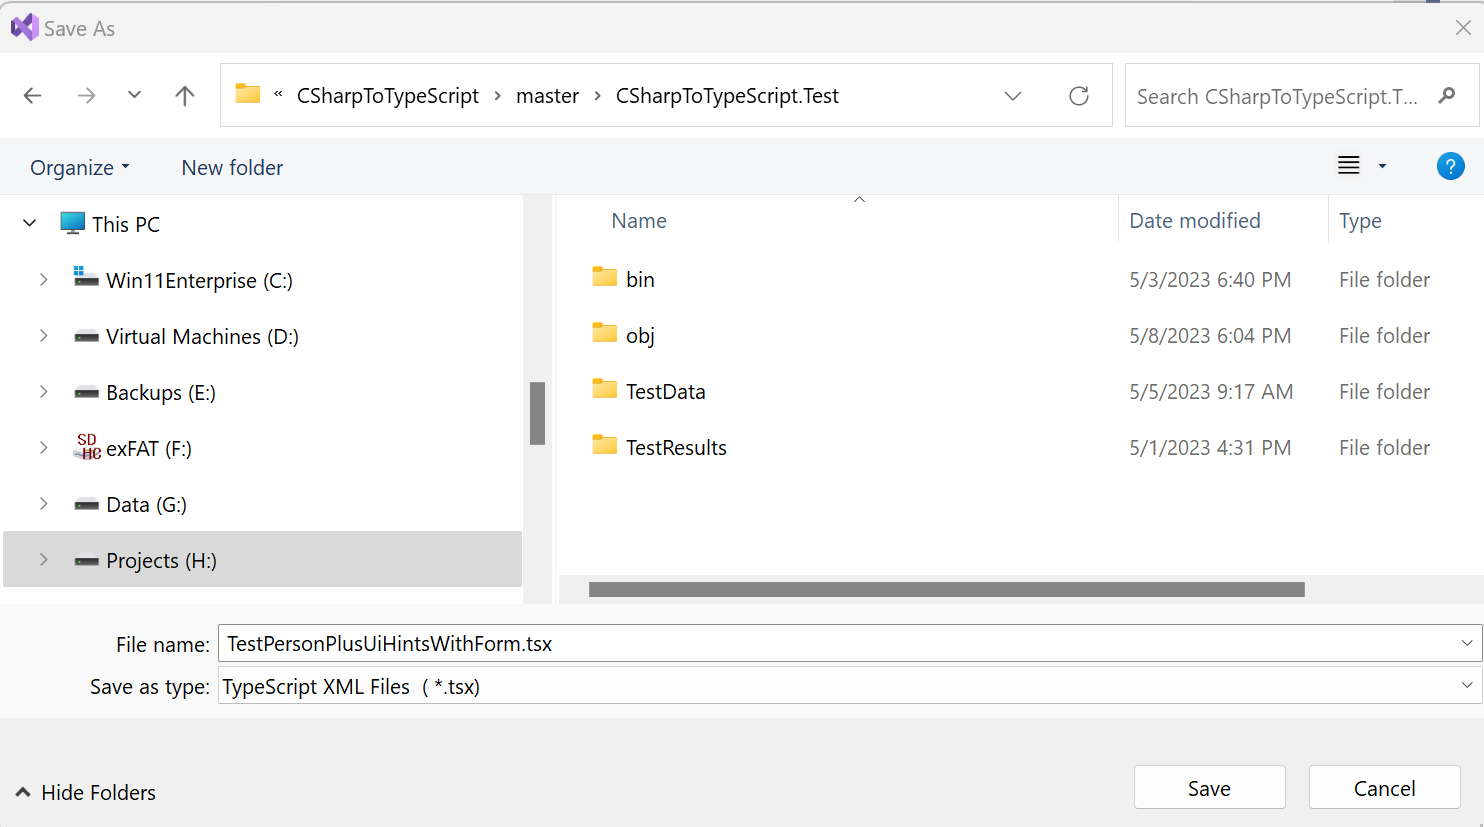 Save As
« CSharpToTypeScript › master › CSharpToTypeScript.Test
Search CSharpToTypeScript.T...
Organize New folder ?
This PC
Win11Enterprise (C:)
Virtual Machines (D:)
Backups (E:)
SDHC exFAT (F:)
Data (G:)
Projects (H:)
Name Date modified Type
bin 5/3/2023 6:40 PM File folder
obj 5/8/2023 6:04 PM File folder
TestData 5/5/2023 9:17 AM File folder
TestResults 5/1/2023 4:31 PM File folder
File name: TestPersonPlusUiHintsWithForm.tsx
Save as type: TypeScript XML Files ( *.tsx)
Hide Folders Save Cancel